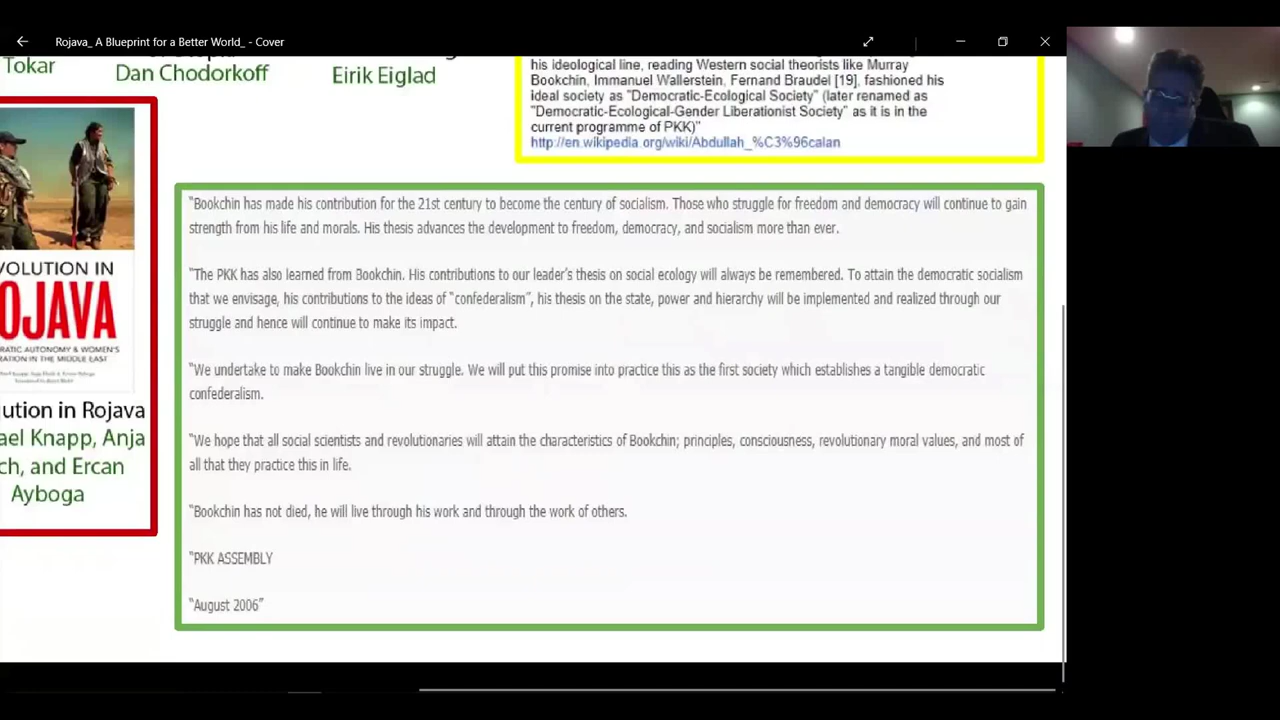 Rojava_ A Blueprint for a Better World_ - Cover
Tokar
Dan Chodorkoff
Eirik Eiglad
his ideological line, reading Western social theorists like Murray
Bookchin, Immanuel Wallerstein, Fernand Braudel [19], fashioned his
ideal society as "Democratic-Ecological Society" (later renamed as
"Democratic-Ecological-Gender Liberationist Society" as it is in the
current programme of PKK)"
http://en.wikipedia.org/wiki/Abdullah_%C3%96calan
VOLUTION IN
OJAVA
RATIC AUTONOMY & WOMEN'S
RATION IN THE MIDDLE EAST
ution in Rojava
ael Knapp, Anja
ch, and Ercan
Ayboga
"Bookchin has made his contribution for the 21st century to become the century of socialism. Those who struggle for freedom and democracy will continue to gain
strength from his life and morals. His thesis advances the development to freedom, democracy, and socialism more than ever.
"The PKK has also learned from Bookchin. His contributions to our leader's thesis on social ecology will always be remembered. To attain the democratic socialism
that we envisage, his contributions to the ideas of "confederalism", his thesis on the state, power and hierarchy will be implemented and realized through our
struggle and hence will continue to make its impact.
"We undertake to make Bookchin live in our struggle. We will put this promise into practice this as the first society which establishes a tangible democratic
confederalism.
"We hope that all social scientists and revolutionaries will attain the characteristics of Bookchin; principles, consciousness, revolutionary moral values, and most of
all that they practice this in life.
"Bookchin has not died, he will live through his work and through the work of others.
"PKK ASSEMBLY
"August 2006"